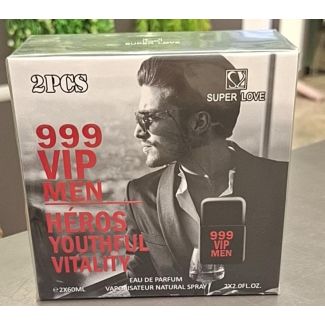 SUPER LOVE
2PCS
SUPER LOVE
999
VIP
MEN
HÉROS
YOUTHFUL
VITALITY
999
VIP
MEN
EAU DE PARFUM
VAPORISATEUR NATURAL SPRAY
2X60ML
2X2.0FL.OZ.